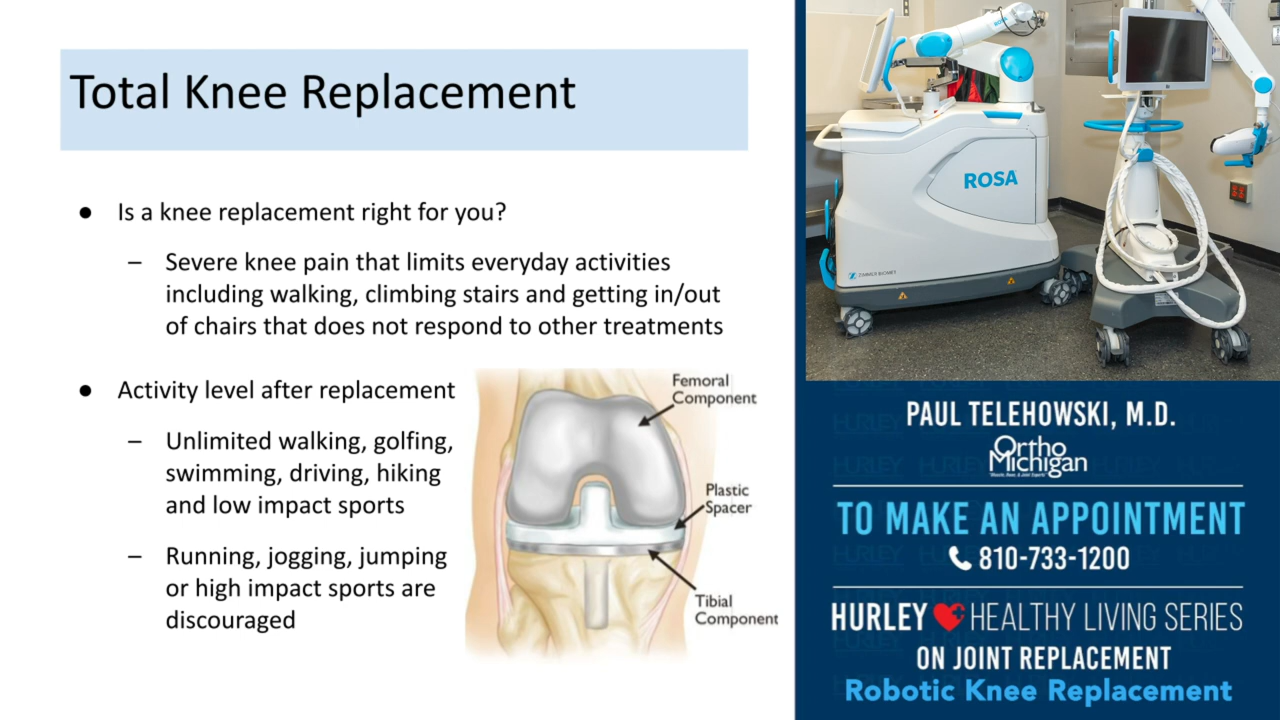 Total Knee Replacement
● Is a knee replacement right for you?
– Severe knee pain that limits everyday activities
including walking, climbing stairs and getting in/out
of chairs that does not respond to other treatments
● Activity level after replacement
– Unlimited walking, golfing,
swimming, driving, hiking
and low impact sports
– Running, jogging, jumping
or high impact sports are
discouraged
Femoral
Component
Plastic
Spacer
Tibial
Component
ROSA
ROSA
ZIMMER BIOMET
PAUL TELEHOWSKI, M.D.
Ortho
Michigan
TO MAKE AN APPOINTMENT
810-733-1200
HURLEY HEALTHY LIVING SERIES
ON JOINT REPLACEMENT
Robotic Knee Replacement